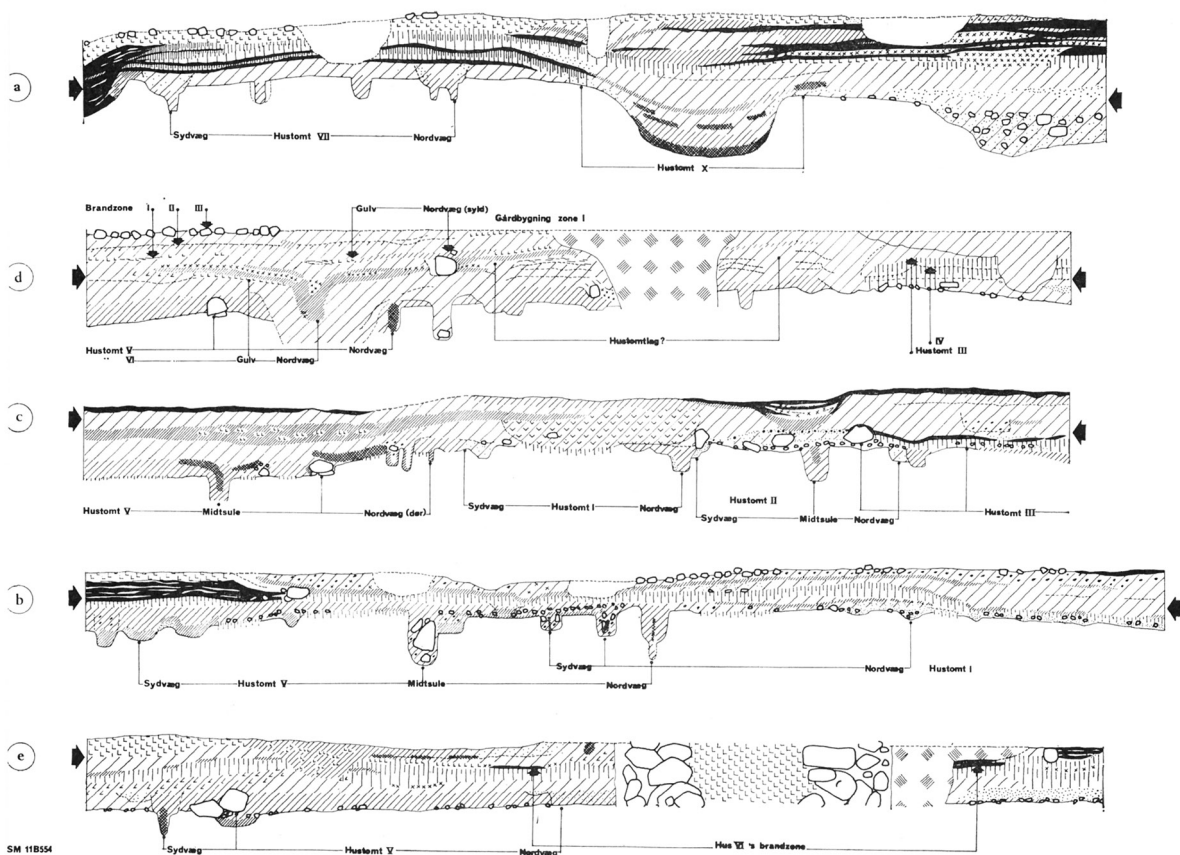 a
Sydvæg Hustomt VII Nordvæg
Hustomt X
Brandzone I II III Gulv Nordvæg (syld) Gårdbygning zone I
d
Hustomt V Nordvæg Hustomtlag? IV
" VI Gulv Nordvæg Hustomt III
c
Hustomt V Midtsule Nordvæg (dør) Sydvæg Hustomt I Nordvæg Hustomt II Hustomt III
Sydvæg Midtsule Nordvæg
b
Sydvæg Hustomt V Midtsule Nordvæg Sydvæg Nordvæg Hustomt I
e
Sydvæg Hustomt V Nordvæg Hus VI's brandzone
SM 11B554